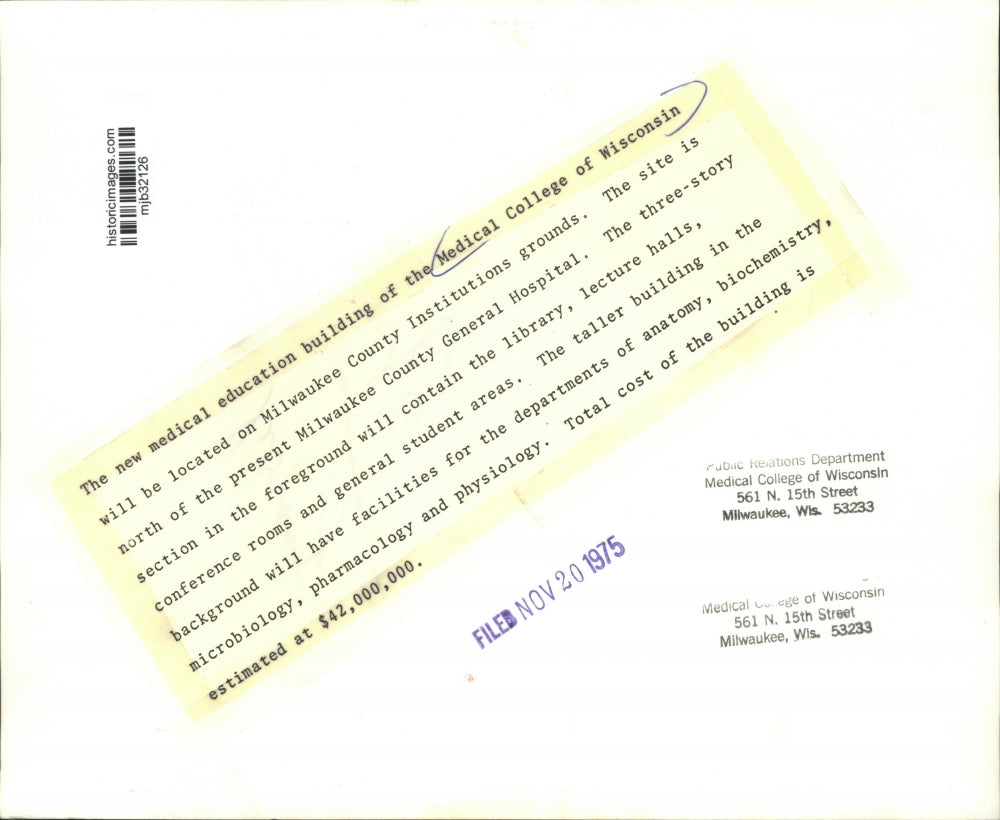 historicimages.com
mjb32126
The new medical education building of the Medical College of Wisconsin
will be located on Milwaukee County Institutions grounds. The site is
north of the present Milwaukee County General Hospital. The three-story
section in the foreground will contain the library, lecture halls,
conference rooms and general student areas. The taller building in the
background will have facilities for the departments of anatomy, biochemistry,
microbiology, pharmacology and physiology. Total cost of the building is
estimated at $42,000,000.
FILED NOV 20 1975
Public Relations Department
Medical College of Wisconsin
561 N. 15th Street
Milwaukee, Wis. 53233
Medical College of Wisconsin
561 N. 15th Street
Milwaukee, Wis. 53233